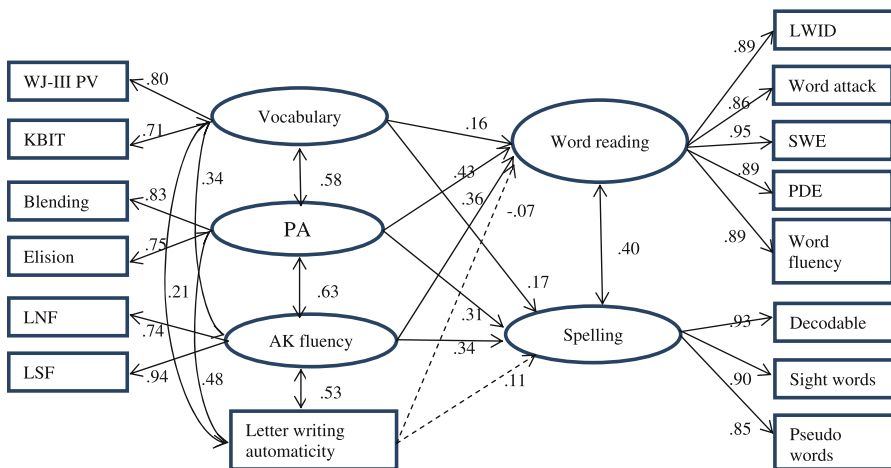 LWID
.89
WJ-III PV
.80
Vocabulary
Word attack
.86
.16
Word reading
KBIT
.71
.95
SWE
.34
.58
.43
.89
PDE
Blending
.83
.36
-.07
PA
.89
Word
fluency
Elision
.75
.40
.21
.63
.17
LNF
.74
.31
.93
Decodable
AK fluency
Spelling
.34
LSF
.94
.48
.53
.11
.90
Sight words
Letter writing
automaticity
.85
Pseudo
words